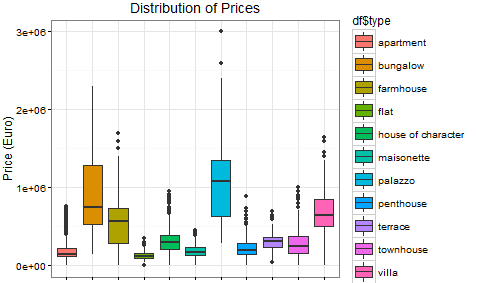 Distribution of Prices
Price (Euro)
3e+06
2e+06
1e+06
0e+00
df$type
apartment
bungalow
farmhouse
flat
house of character
maisonette
palazzo
penthouse
terrace
townhouse
villa